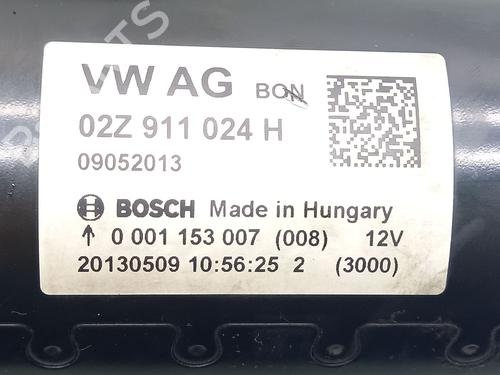 VW AG BON
02Z 911 024 H
09052013
BOSCH Made in Hungary
↑ 0 001 153 007 (008) 12V
20130509 10:56:25 2 (3000)